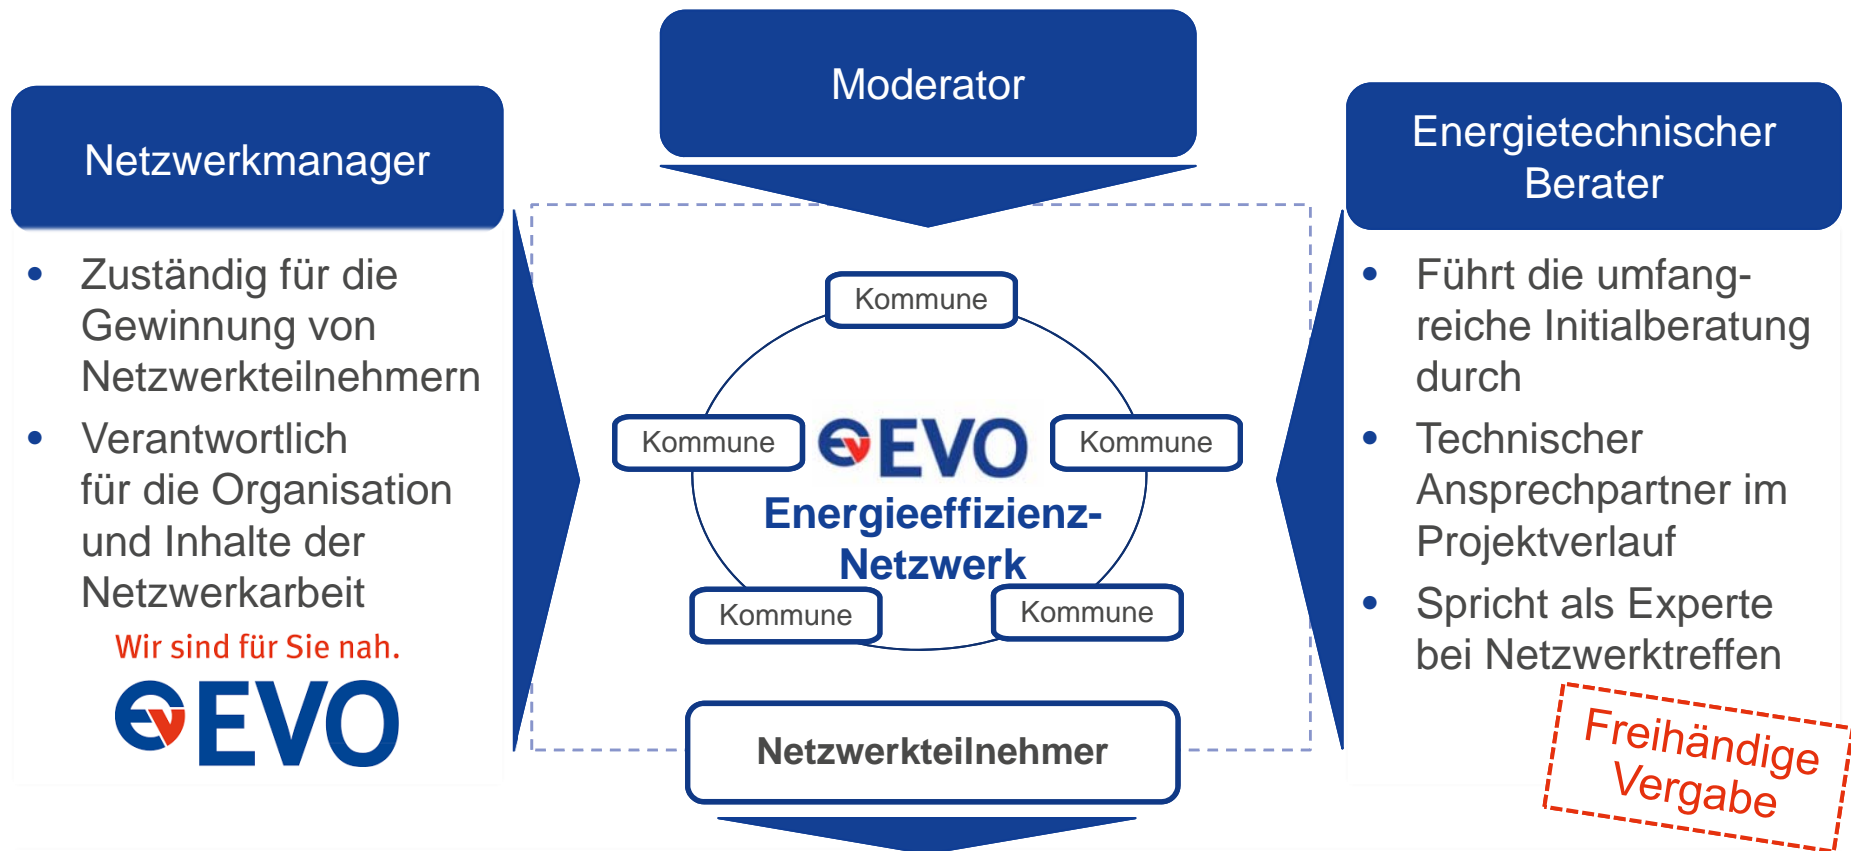 Moderator
Netzwerkmanager
• Zuständig für die
Gewinnung von
Netzwerkteilnehmern
• Verantwortlich
für die Organisation
und Inhalte der
Netzwerkarbeit
Wir sind für Sie nah.
EVO
Kommune
Kommune
Kommune
EVO
Energieeffizienz-
Netzwerk
Kommune
Kommune
Netzwerkteilnehmer
Energietechnischer
Berater
• Führt die umfang-
reiche Initialberatung
durch
• Technischer
Ansprechpartner im
Projektverlauf
• Spricht als Experte
bei Netzwerktreffen
Freihändige
Vergabe